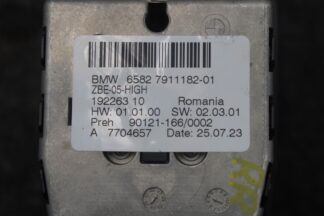 BMW 6582 7911182-01
ZBE-05-HIGH
192263 10 Romania
HW: 01.01.00 SW: 02.03.01
Preh 90121-166/0002
A 7704657 Date: 25.07.23